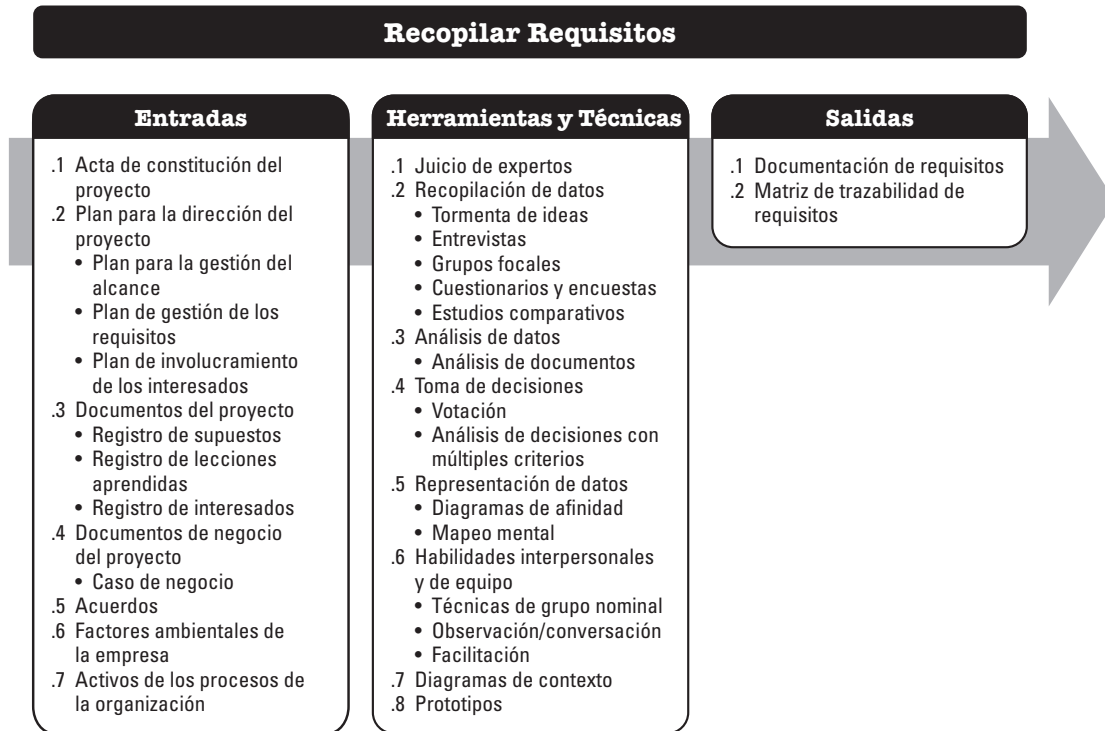 Recopilar Requisitos
Entradas
.1 Acta de constitución del
proyecto
.2 Plan para la dirección del
proyecto
• Plan para la gestión del
alcance
• Plan de gestión de los
requisitos
• Plan de involucramiento
de los interesados
.3 Documentos del proyecto
• Registro de supuestos
• Registro de lecciones
aprendidas
• Registro de interesados
.4 Documentos de negocio
del proyecto
• Caso de negocio
.5 Acuerdos
.6 Factores ambientales de
la empresa
.7 Activos de los procesos de
la organización
Herramientas y Técnicas
.1 Juicio de expertos
.2 Recopilación de datos
• Tormenta de ideas
• Entrevistas
• Grupos focales
• Cuestionarios y encuestas
• Estudios comparativos
.3 Análisis de datos
• Análisis de documentos
.4 Toma de decisiones
• Votación
• Análisis de decisiones con
múltiples criterios
.5 Representación de datos
• Diagramas de afinidad
• Mapeo mental
.6 Habilidades interpersonales
y de equipo
• Técnicas de grupo nominal
• Observación/conversación
• Facilitación
.7 Diagramas de contexto
.8 Prototipos
Salidas
.1 Documentación de requisitos
.2 Matriz de trazabilidad de
requisitos